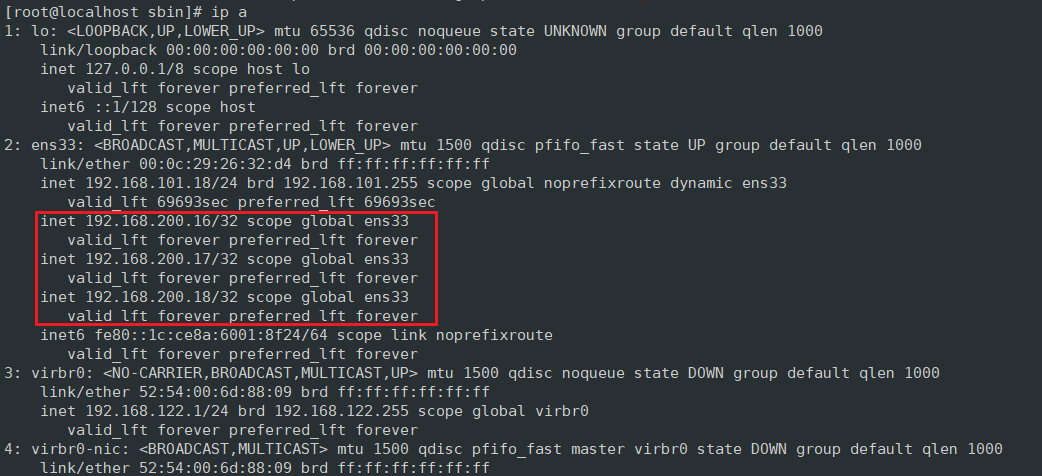 [root@localhost sbin]# ip a
1: lo: <LOOPBACK,UP,LOWER_UP> mtu 65536 qdisc noqueue state UNKNOWN group default qlen 1000
    link/loopback 00:00:00:00:00:00 brd 00:00:00:00:00:00
    inet 127.0.0.1/8 scope host lo
       valid_lft forever preferred_lft forever
    inet6 ::1/128 scope host
       valid_lft forever preferred_lft forever
2: ens33: <BROADCAST,MULTICAST,UP,LOWER_UP> mtu 1500 qdisc pfifo_fast state UP group default qlen 1000
    link/ether 00:0c:29:26:32:d4 brd ff:ff:ff:ff:ff:ff
    inet 192.168.101.18/24 brd 192.168.101.255 scope global noprefixroute dynamic ens33
       valid_lft 69693sec preferred_lft 69693sec
    inet 192.168.200.16/32 scope global ens33
       valid_lft forever preferred_lft forever
    inet 192.168.200.17/32 scope global ens33
       valid_lft forever preferred_lft forever
    inet 192.168.200.18/32 scope global ens33
       valid_lft forever preferred_lft forever
    inet6 fe80::1c:ce8a:6001:8f24/64 scope link noprefixroute
       valid_lft forever preferred_lft forever
3: virbr0: <NO-CARRIER,BROADCAST,MULTICAST,UP> mtu 1500 qdisc noqueue state DOWN group default qlen 1000
    link/ether 52:54:00:6d:88:09 brd ff:ff:ff:ff:ff:ff
    inet 192.168.122.1/24 brd 192.168.122.255 scope global virbr0
       valid_lft forever preferred_lft forever
4: virbr0-nic: <BROADCAST,MULTICAST> mtu 1500 qdisc pfifo_fast master virbr0 state DOWN group default qlen 1000
    link/ether 52:54:00:6d:88:09 brd ff:ff:ff:ff:ff:ff